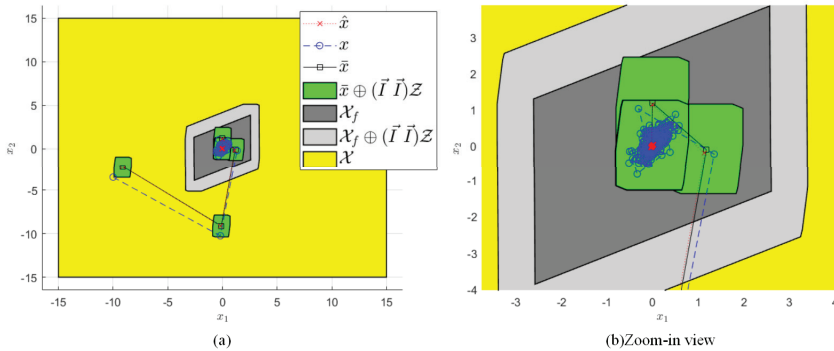 15
10
5
0
-5
-10
-15
x₂
-15
-10
-5
0
5
10
15
x₁
x̂
x
x̄
x̄ ⊕ (I⃗ I⃗)𝒵
𝒳_f
𝒳_f ⊕ (I⃗ I⃗)𝒵
𝒳
(a)
3
2
1
0
-1
-2
-3
-4
x₂
-3
-2
-1
0
1
2
3
4
x₁
(b)Zoom-in view